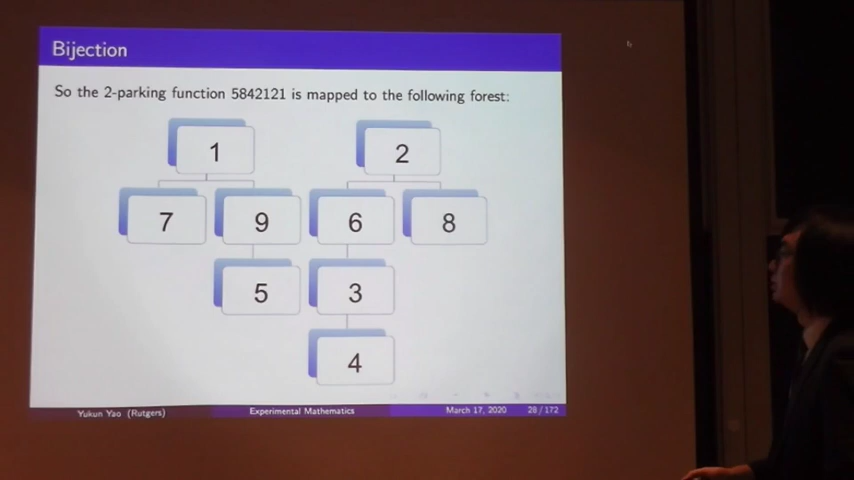 Bijection
So the 2-parking function 5842121 is mapped to the following forest:
1 2
7 9 6 8
5 3
4
Yukun Yao (Rutgers) Experimental Mathematics March 17, 2020 28 / 172